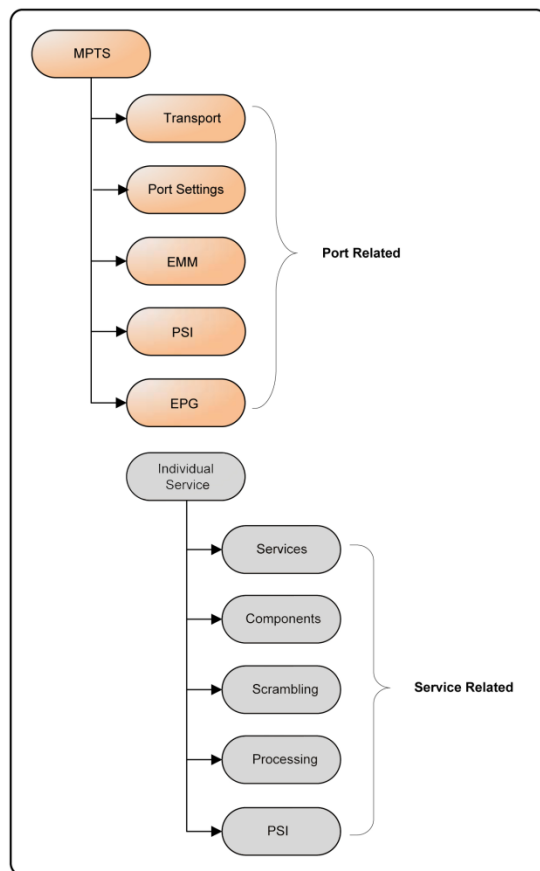 MPTS
Transport
Port Settings
EMM
Port Related
PSI
EPG
Individual
Service
Services
Components
Scrambling
Service Related
Processing
PSI